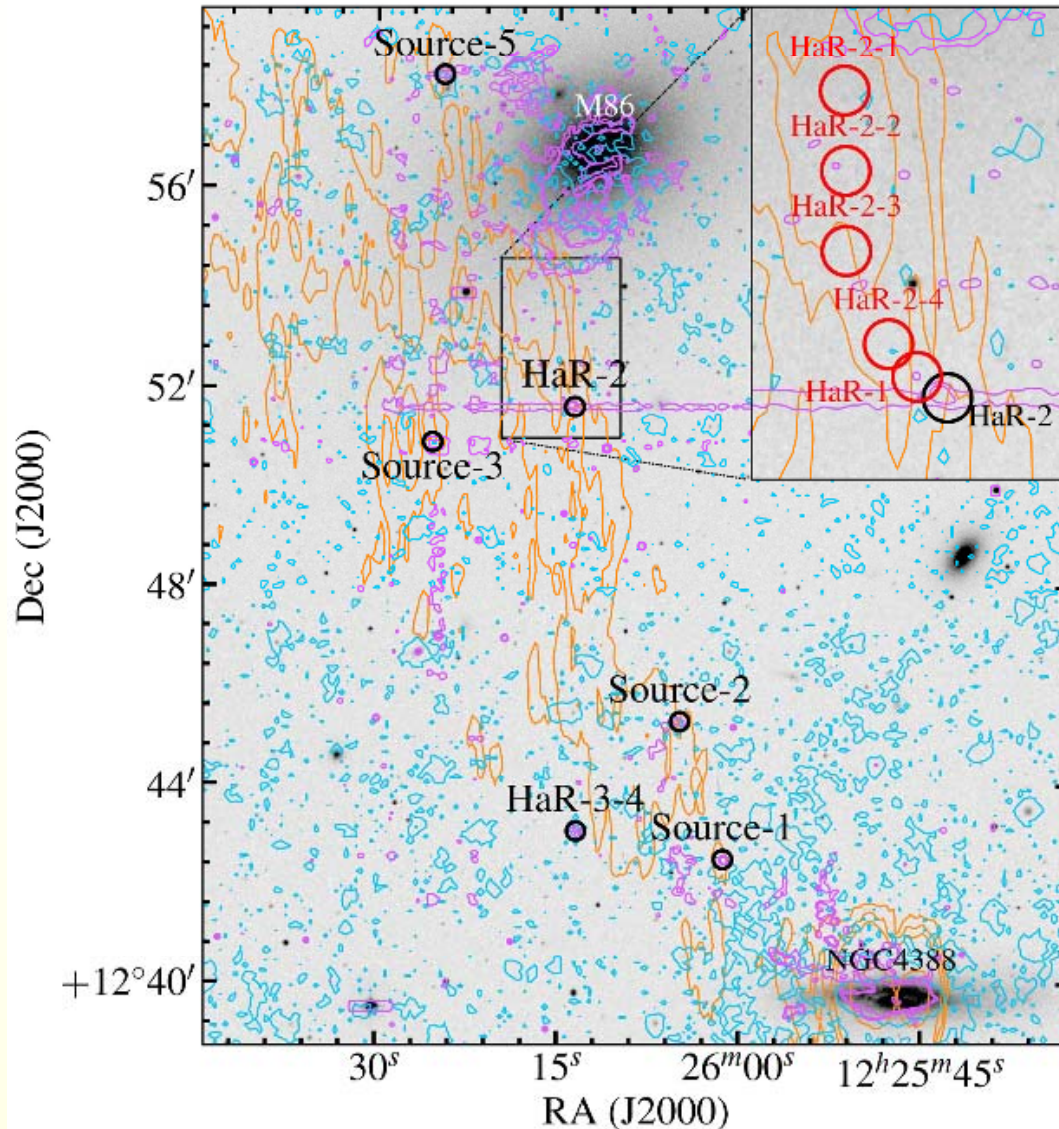 Source-5
M86
HaR-2-1
HaR-2-2
HaR-2-3
HaR-2-4
HaR-1
HaR-2
HaR-2
Source-3
Source-2
HaR-3-4
Source-1
NGC4388
56′
52′
48′
44′
+12°40′
Dec (J2000)
30ˢ 15ˢ 26ᵐ00ˢ 12ʰ25ᵐ45ˢ
RA (J2000)